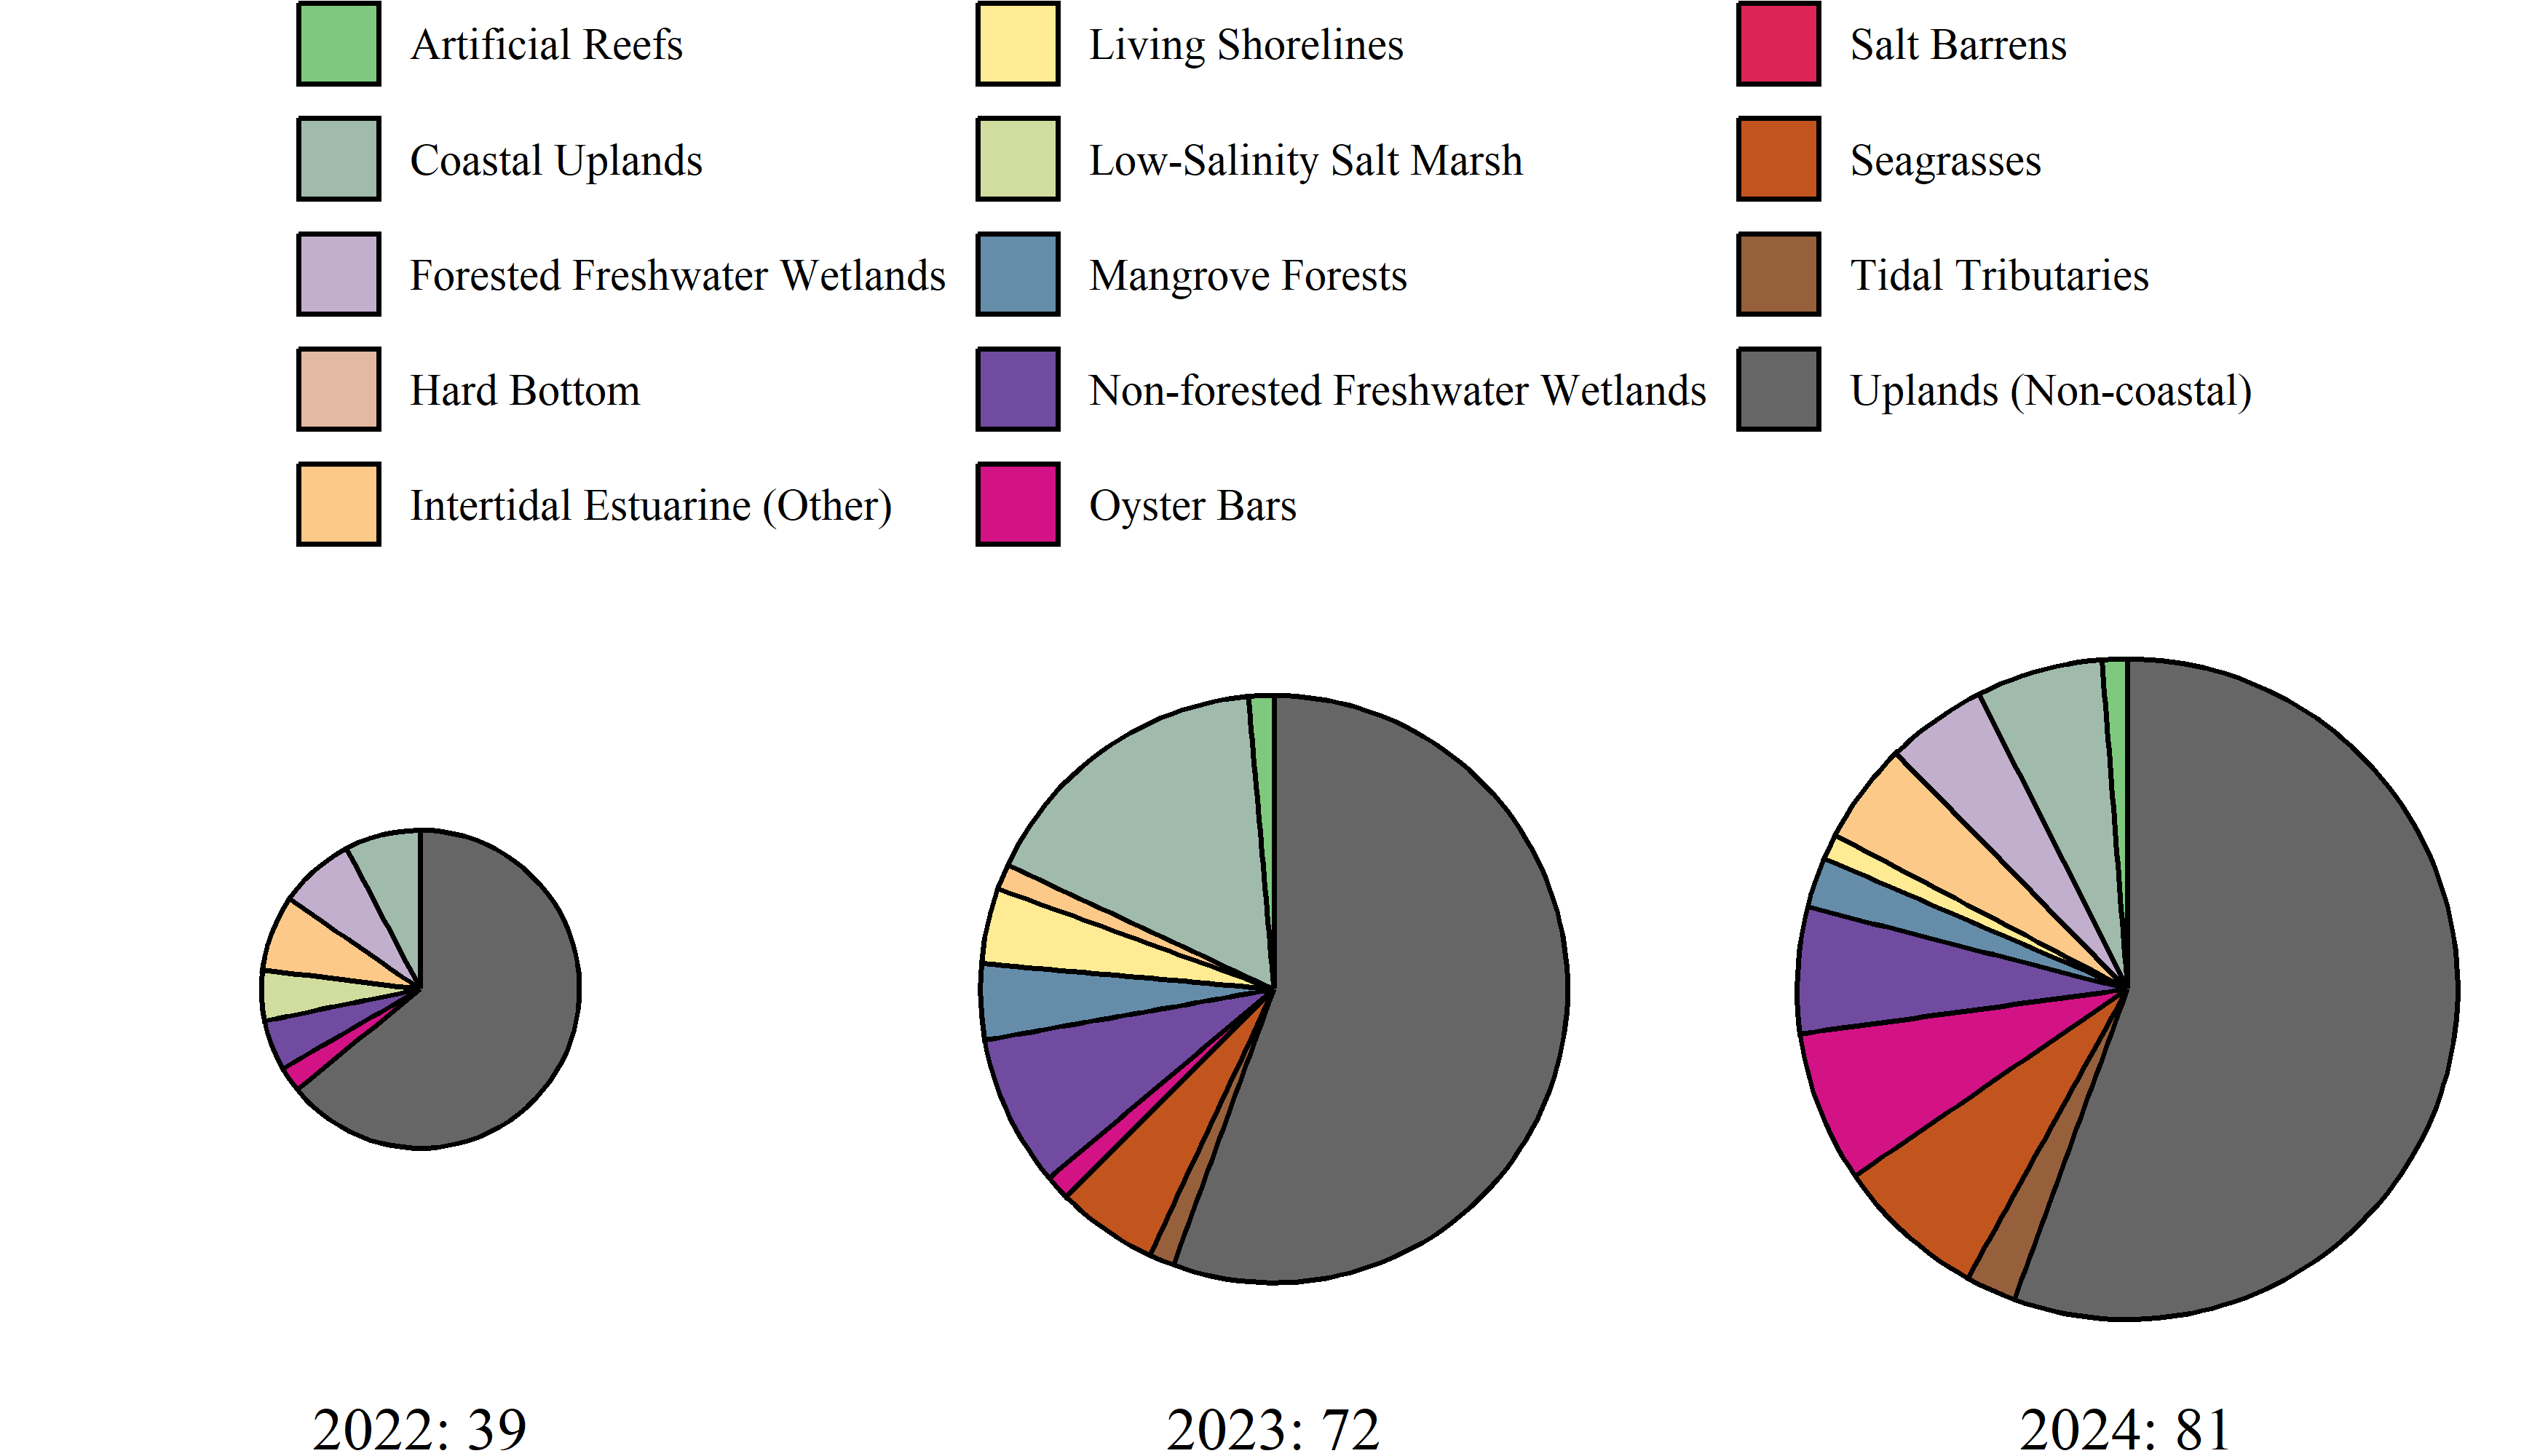 Artificial Reefs
Coastal Uplands
Forested Freshwater Wetlands
Hard Bottom
Intertidal Estuarine (Other)
Living Shorelines
Low-Salinity Salt Marsh
Mangrove Forests
Non-forested Freshwater Wetlands
Oyster Bars
Salt Barrens
Seagrasses
Tidal Tributaries
Uplands (Non-coastal)
2022: 39
2023: 72
2024: 81